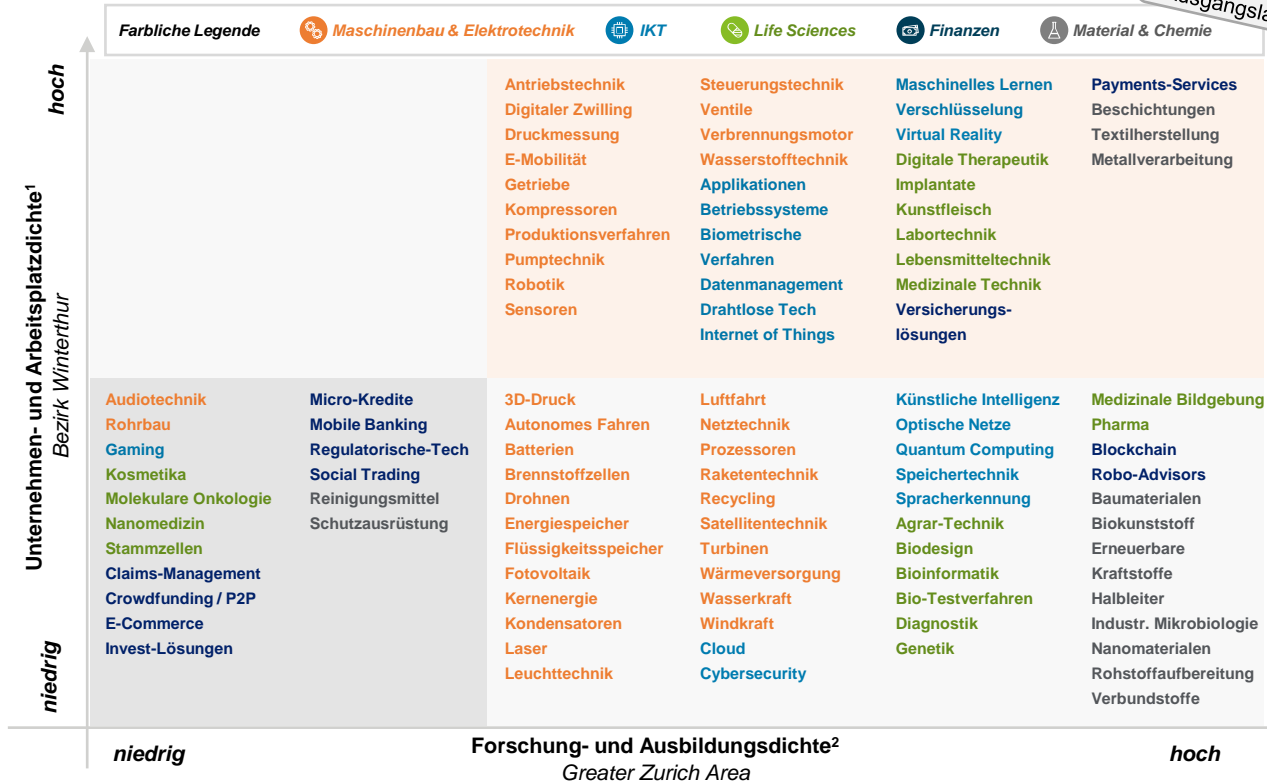 Farbliche Legende
Maschinenbau & Elektrotechnik
IKT
Life Sciences
Finanzen
Material & Chemie
hoch
Unternehmen- und Arbeitsplatzdichte1
Bezirk Winterthur
niedrig
Antriebstechnik
Digitaler Zwilling
Druckmessung
E-Mobilität
Getriebe
Kompressoren
Produktionsverfahren
Pumptechnik
Robotik
Sensoren
Steuerungstechnik
Ventile
Verbrennungsmotor
Wasserstofftechnik
Applikationen
Betriebssysteme
Biometrische
Verfahren
Datenmanagement
Drahtlose Tech
Internet of Things
Maschinelles Lernen
Verschlüsselung
Virtual Reality
Digitale Therapeutik
Implantate
Kunstfleisch
Labortechnik
Lebensmitteltechnik
Medizinale Technik
Versicherungs-
lösungen
Payments-Services
Beschichtungen
Textilherstellung
Metallverarbeitung
Audiotechnik
Rohrbau
Gaming
Kosmetika
Molekulare Onkologie
Nanomedizin
Stammzellen
Claims-Management
Crowdfunding / P2P
E-Commerce
Invest-Lösungen
Micro-Kredite
Mobile Banking
Regulatorische-Tech
Social Trading
Reinigungsmittel
Schutzausrüstung
3D-Druck
Autonomes Fahren
Batterien
Brennstoffzellen
Drohnen
Energiespeicher
Flüssigkeitsspeicher
Fotovoltaik
Kernenergie
Kondensatoren
Laser
Leuchttechnik
Luftfahrt
Netztechnik
Prozessoren
Raketentechnik
Recycling
Satellitentechnik
Turbinen
Wärmeversorgung
Wasserkraft
Windkraft
Cloud
Cybersecurity
Künstliche Intelligenz
Optische Netze
Quantum Computing
Speichertechnik
Spracherkennung
Agrar-Technik
Biodesign
Bioinformatik
Bio-Testverfahren
Diagnostik
Genetik
Medizinale Bildgebung
Pharma
Blockchain
Robo-Advisors
Baumaterialen
Biokunststoff
Erneuerbare
Kraftstoffe
Halbleiter
Industr. Mikrobiologie
Nanomaterialen
Rohstoffaufbereitung
Verbundstoffe
niedrig
Forschung- und Ausbildungsdichte2
Greater Zurich Area
hoch